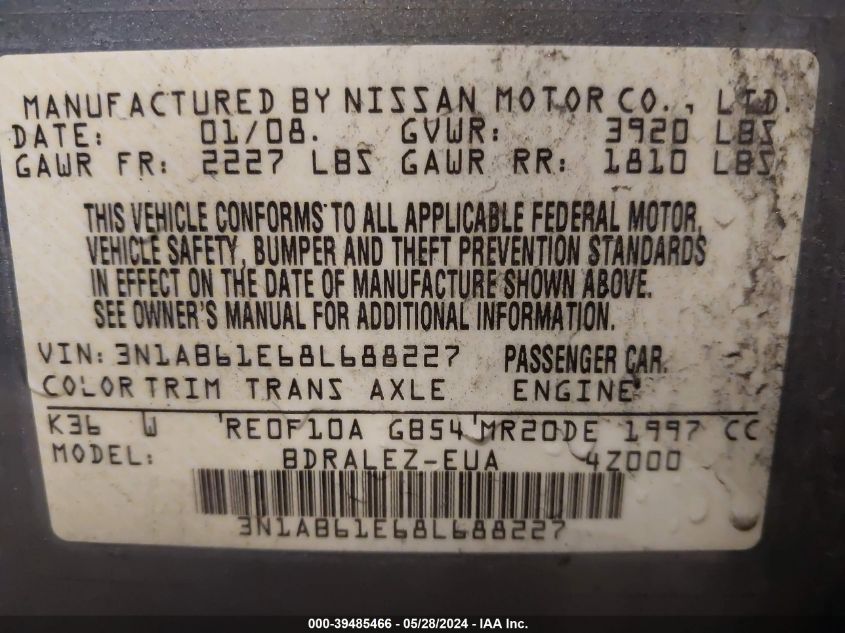 MANUFACTURED BY NISSAN MOTOR CO., LTD.
DATE: 01/08. GVWR: 3920 LBS
GAWR FR: 2227 LBS GAWR RR: 1810 LBS
THIS VEHICLE CONFORMS TO ALL APPLICABLE FEDERAL MOTOR,
VEHICLE SAFETY, BUMPER AND THEFT PREVENTION STANDARDS
IN EFFECT ON THE DATE OF MANUFACTURE SHOWN ABOVE.
SEE OWNER'S MANUAL FOR ADDITIONAL INFORMATION.
VIN: 3N1AB61E68L688227 PASSENGER CAR.
COLOR TRIM TRANS AXLE ENGINE
K36 W RE0F10A GB54 MR20DE 1997 CC
MODEL: BDRALEZ-EUA 4Z000
3N1AB61E68L688227
000-39485466 - 05/28/2024 - IAA Inc.